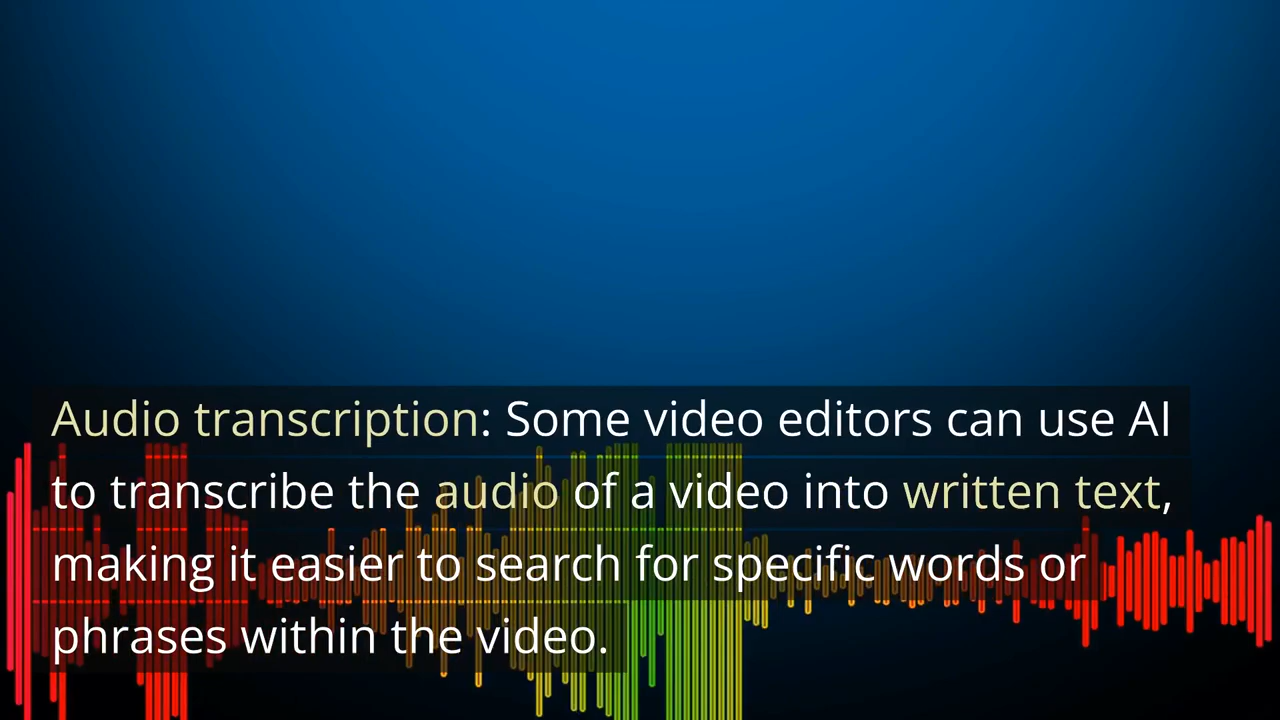 Audio transcription: Some video editors can use AI
to transcribe the audio of a video into written text,
making it easier to search for specific words or
phrases within the video.